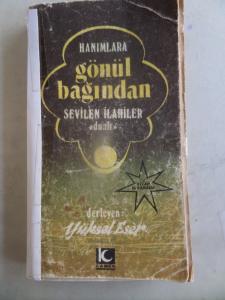 HANIMLARA
gönül
bağından
SEVİLEN İLAHİLER
«dualı»
derleyen:
Yüksel Eser